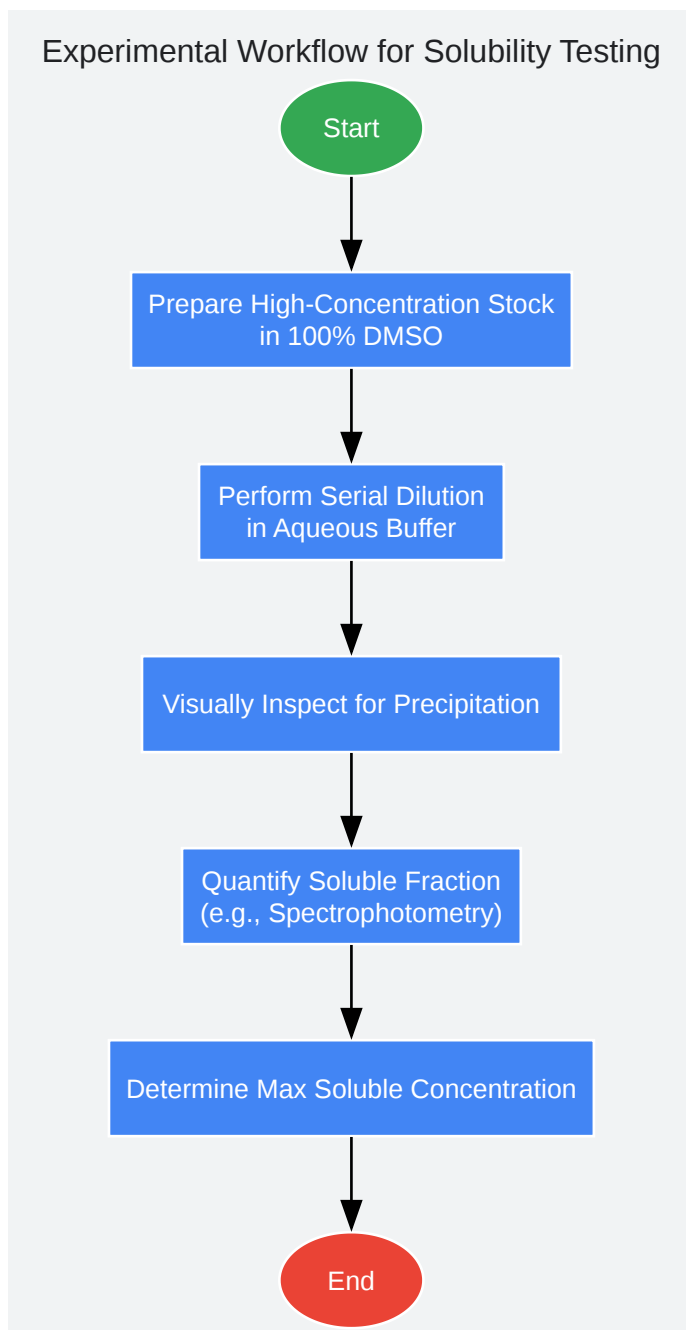 Experimental Workflow for Solubility Testing
Start
Prepare High-Concentration Stock
in 100% DMSO
Perform Serial Dilution
in Aqueous Buffer
Visually Inspect for Precipitation
Quantify Soluble Fraction
(e.g., Spectrophotometry)
Determine Max Soluble Concentration
End